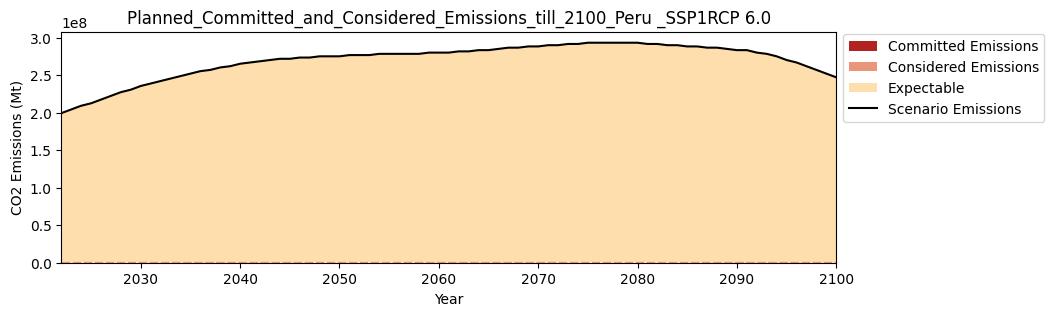 Planned_Committed_and_Considered_Emissions_till_2100_Peru _SSP1RCP 6.0
1e8
3.0
2.5
2.0
1.5
1.0
0.5
0.0
CO2 Emissions (Mt)
2030 2040 2050 2060 2070 2080 2090 2100
Year
Committed Emissions
Considered Emissions
Expectable
Scenario Emissions